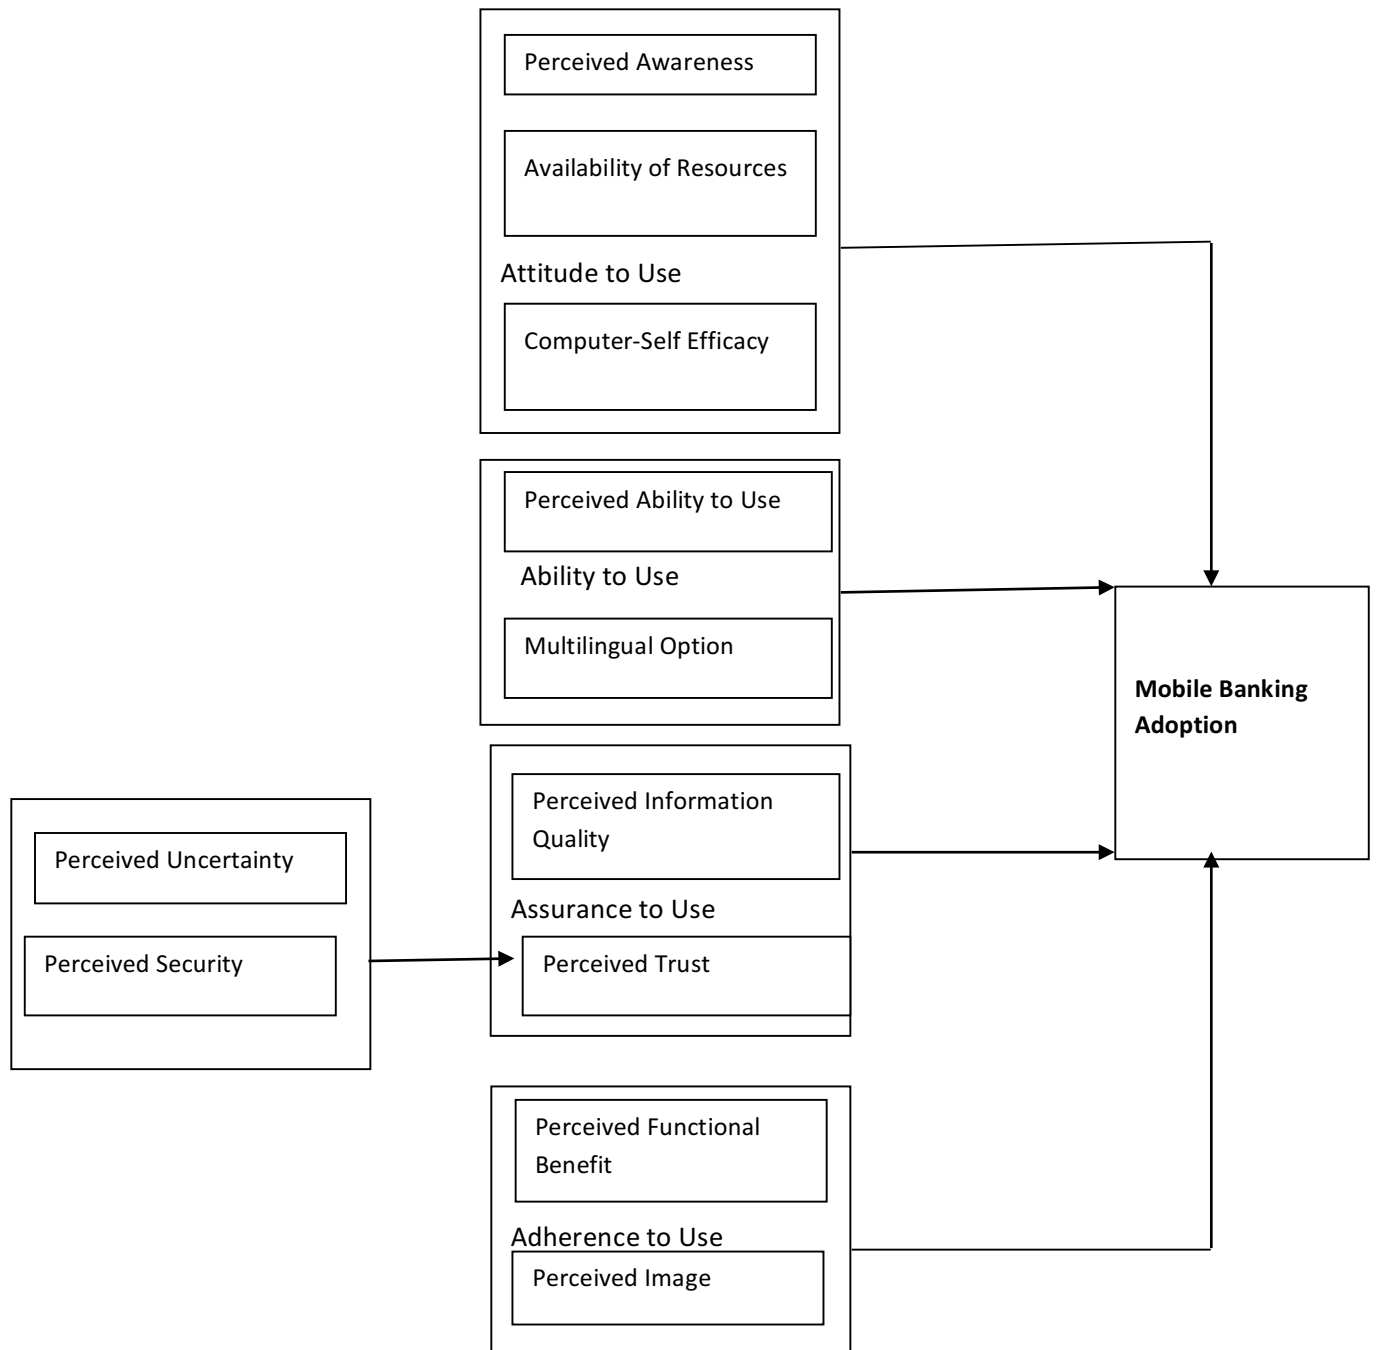 Perceived Awareness
Availability of Resources
Attitude to Use
Computer-Self Efficacy
Perceived Ability to Use
Ability to Use
Multilingual Option
Mobile Banking
Adoption
Perceived Information
Quality
Perceived Uncertainty
Assurance to Use
Perceived Security
Perceived Trust
Perceived Functional
Benefit
Adherence to Use
Perceived Image